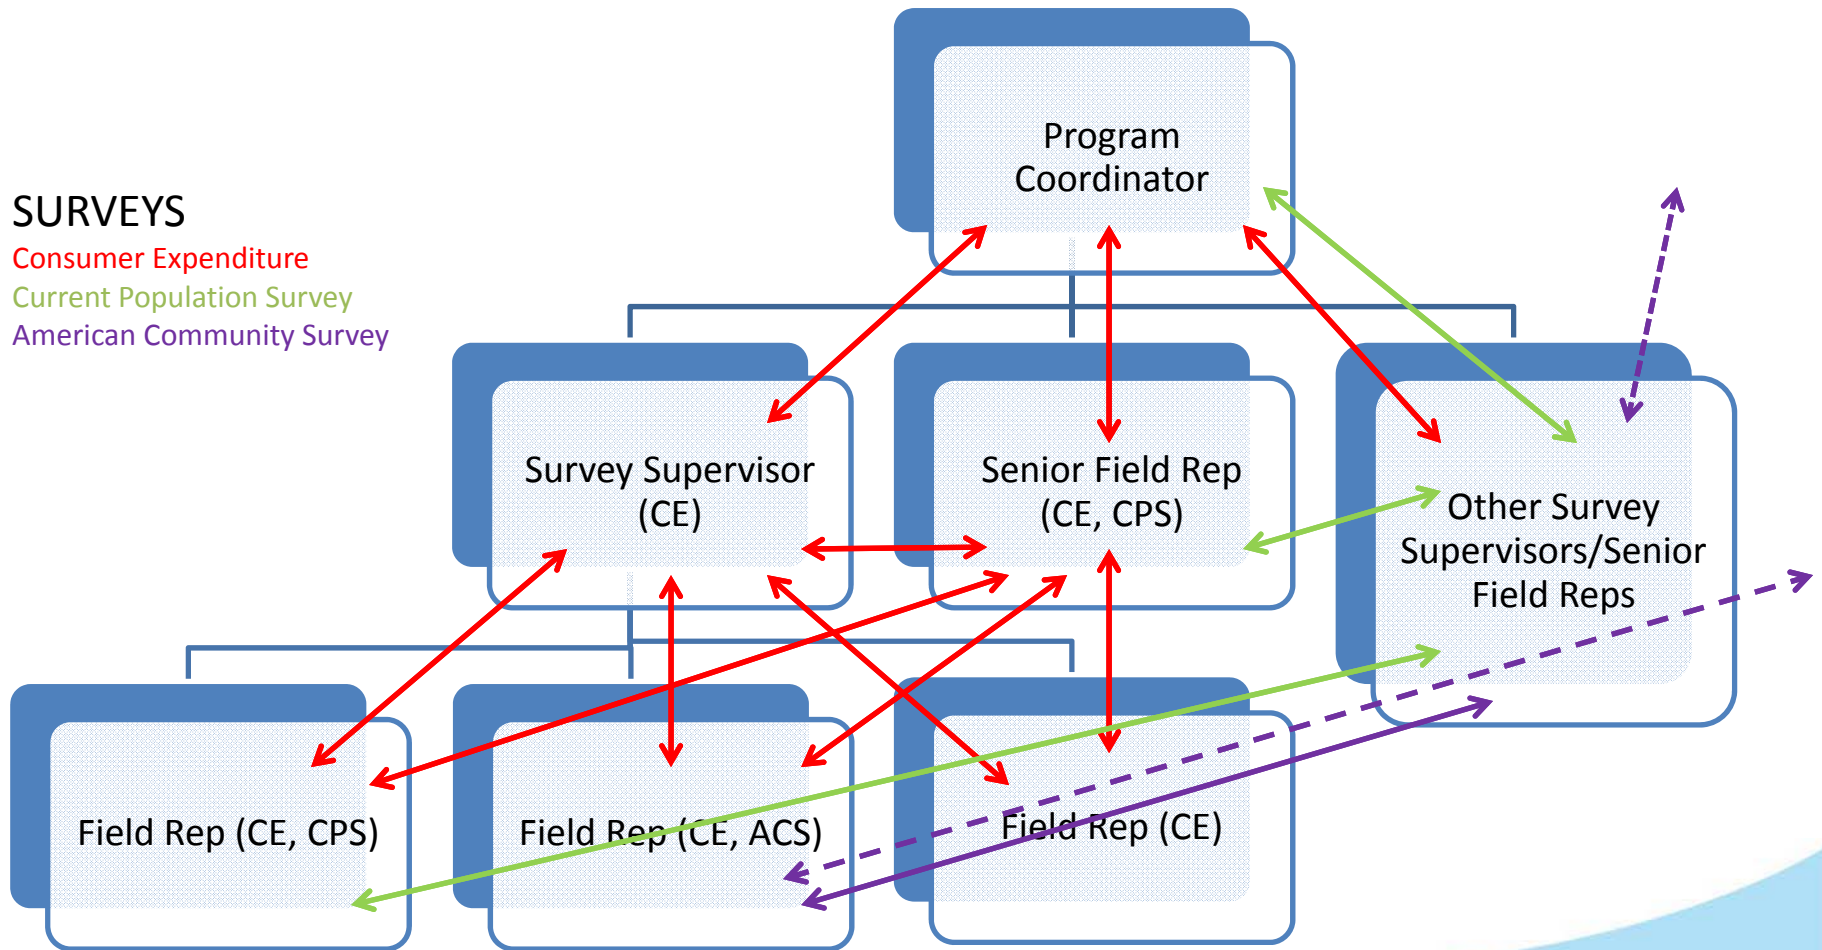 SURVEYS
Consumer Expenditure
Current Population Survey
American Community Survey
Program
Coordinator
Survey Supervisor
(CE)
Senior Field Rep
(CE, CPS)
Other Survey
Supervisors/Senior
Field Reps
Field Rep (CE, CPS)
Field Rep (CE, ACS)
Field Rep (CE)